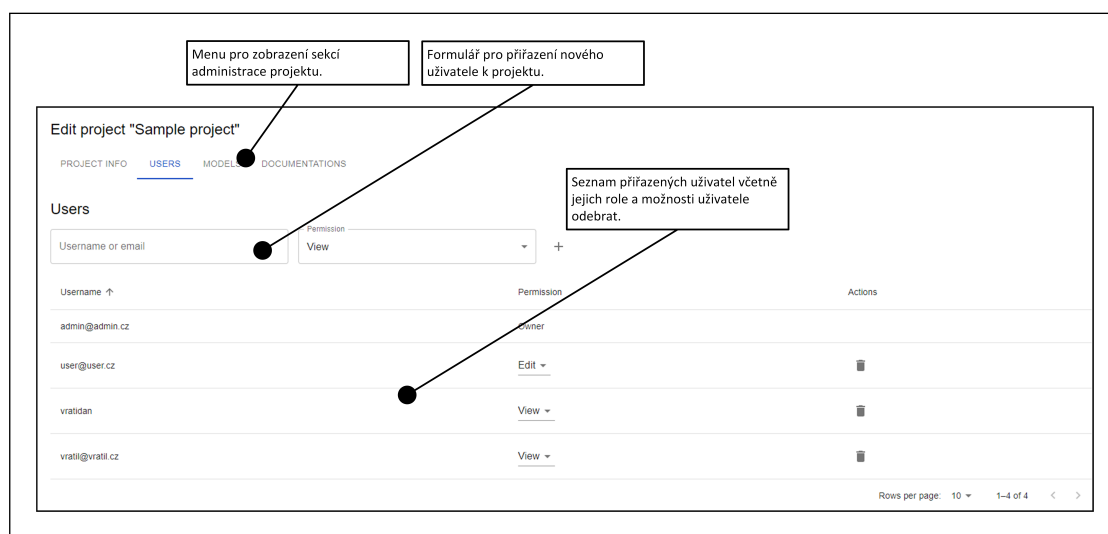 Menu pro zobrazení sekcí
administrace projektu.
Formulář pro přiřazení nového
uživatele k projektu.
Edit project "Sample project"
PROJECT INFO USERS MODELS DOCUMENTATIONS
Seznam přiřazených uživatel včetně
jejich role a možnosti uživatele
odebrat.
Users
Permission
Username or email View +
Username ↑ Permission Actions
admin@admin.cz Owner
user@user.cz Edit
vratidan View
vratil@vratil.cz View
Rows per page: 10 1–4 of 4 < >